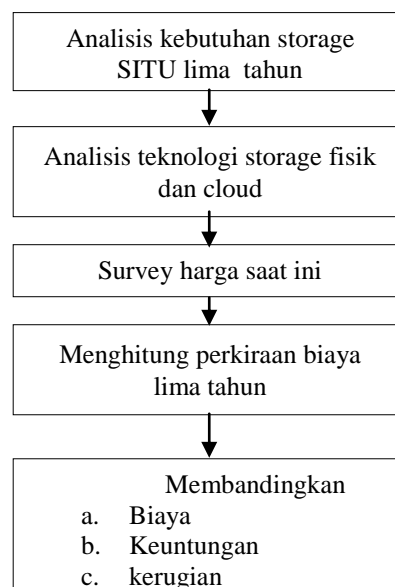 Analisis kebutuhan storage
SITU lima tahun
Analisis teknologi storage fisik
dan cloud
Survey harga saat ini
Menghitung perkiraan biaya
lima tahun
Membandingkan
a. Biaya
b. Keuntungan
c. kerugian